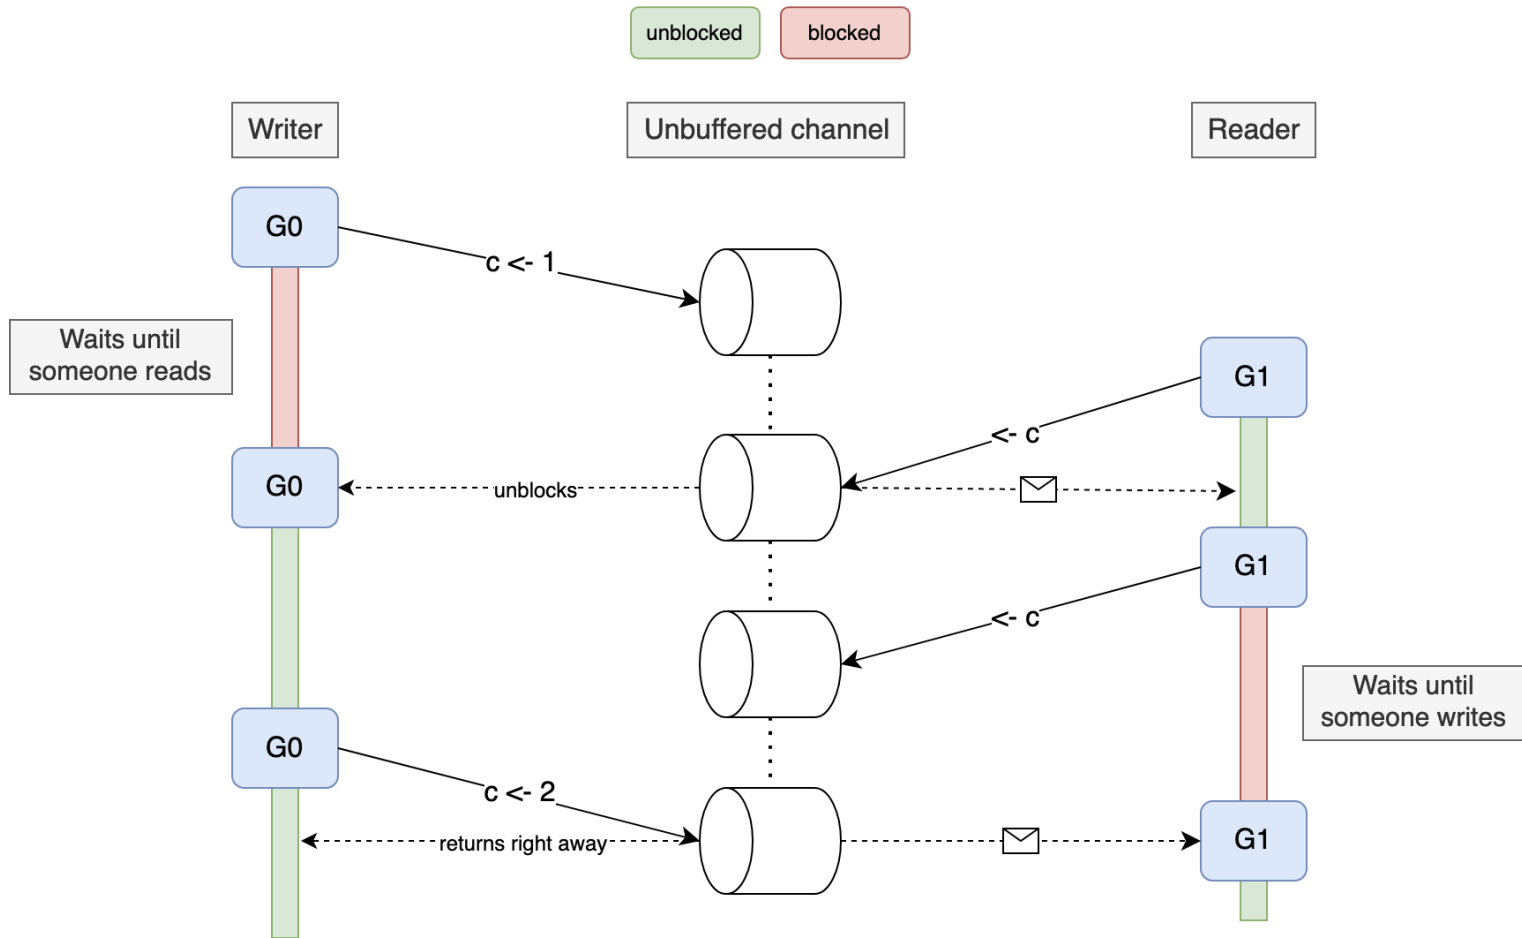 unblocked
blocked
Writer
Unbuffered channel
Reader
G0
c <- 1
Waits until
someone reads
G1
<- c
G0
unblocks
G1
<- c
Waits until
someone writes
G0
c <- 2
returns right away
G1